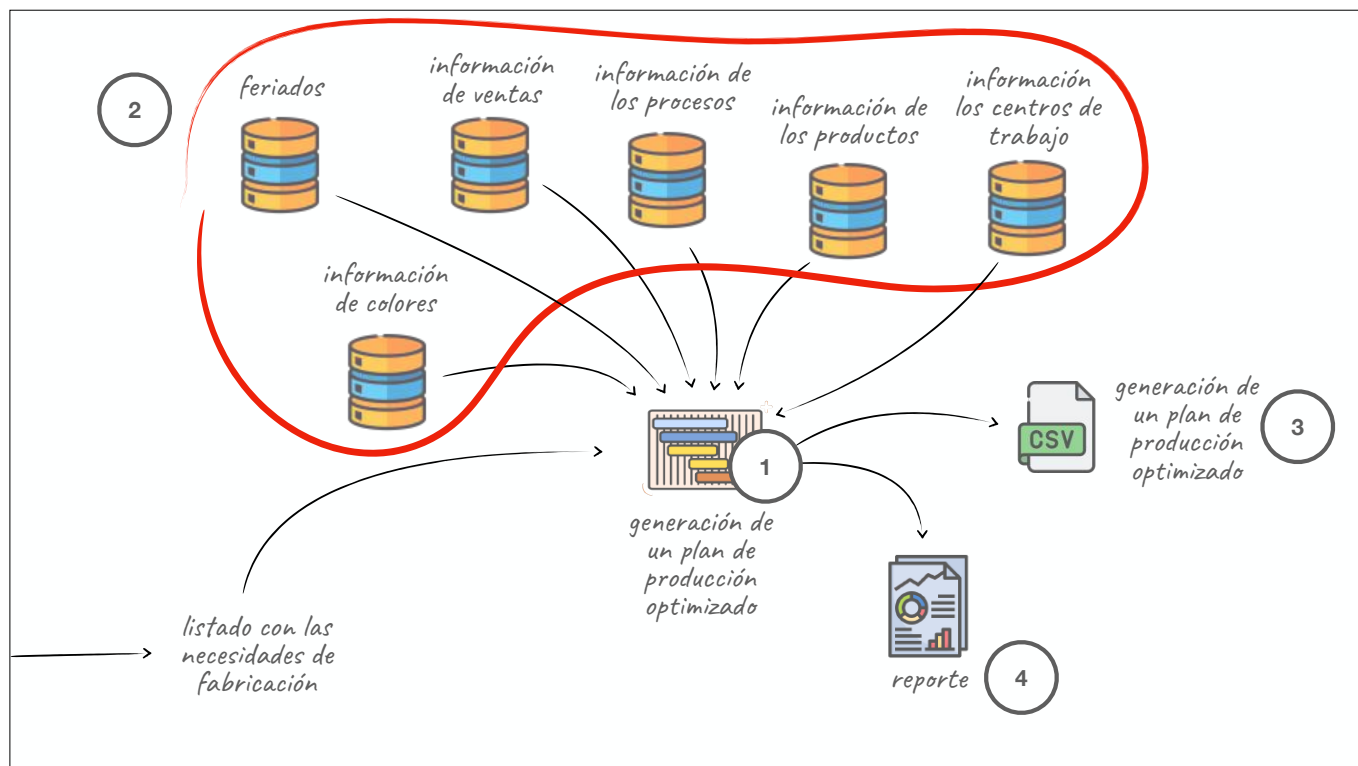 2
feriados
información
de ventas
información de
los procesos
información de
los productos
información
los centros de
trabajo
información
de colores
1
generación de
un plan de
producción
optimizado
CSV
generación de
un plan de
producción
optimizado
3
listado con las
necesidades de
fabricación
reporte
4